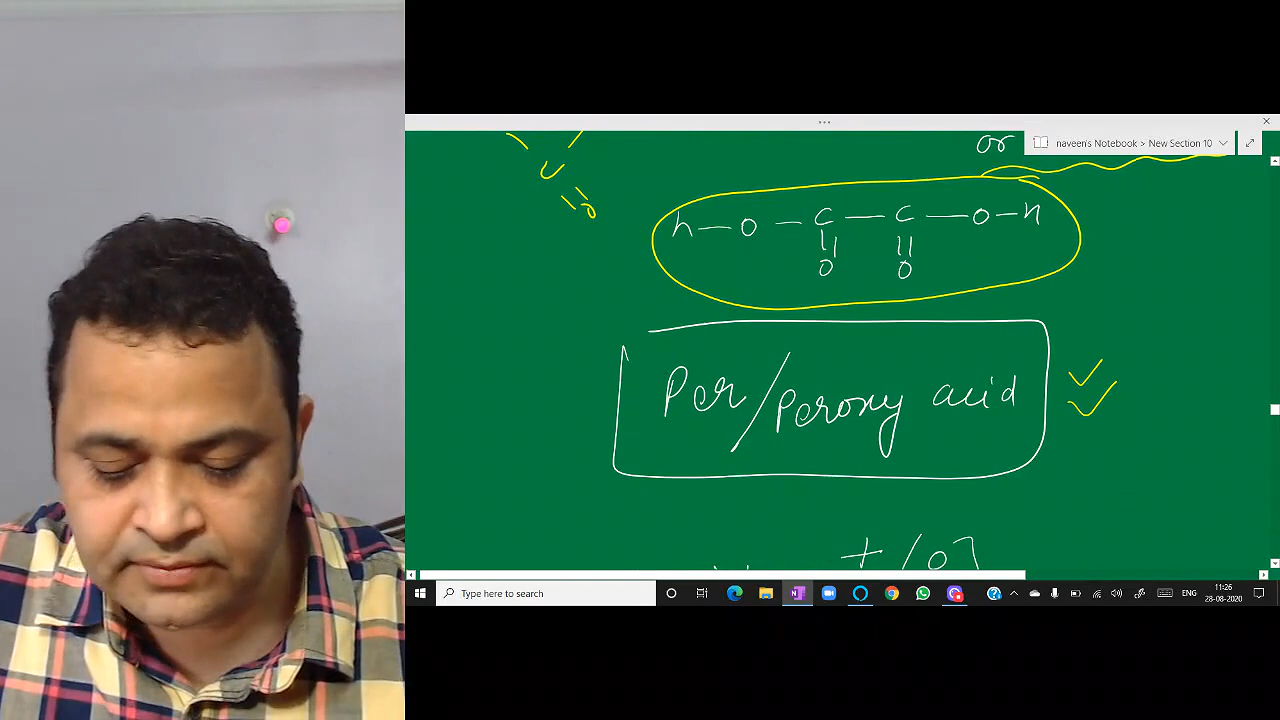 or
naveen's Notebook > New Section 10
h — O — C — C — O — H
O O
Per/Peroxy acid
+ [O]
Type here to search
ENG
11:26
28-08-2020